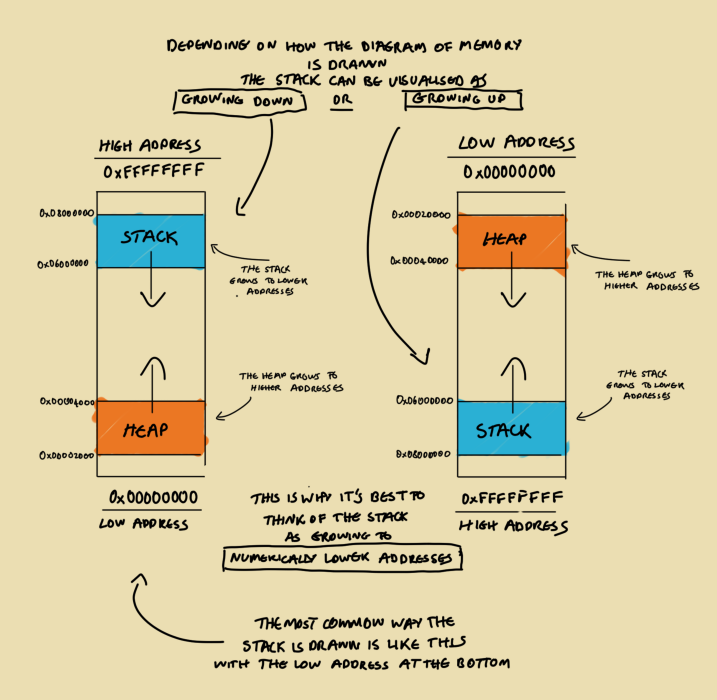 DEPENDING ON HOW THE DIAGRAM OF MEMORY
IS DRAWN
THE STACK CAN BE VISUALISED AS
GROWING DOWN OR GROWING UP
HIGH ADDRESS
0xFFFFFFFF
0x08000000
STACK
0x06000000
THE STACK
GROWS TO LOWER
ADDRESSES
THE HEAP GROWS TO
HIGHER ADDRESSES
0x00004000
HEAP
0x00002000
0x00000000
LOW ADDRESS
LOW ADDRESS
0x00000000
0x00020000
HEAP
0x00040000
THE HEAP GROWS TO
HIGHER ADDRESSES
THE STACK
GROWS TO LOWER
ADDRESSES
0x06000000
STACK
0x08000000
0xFFFFFFFF
HIGH ADDRESS
THIS IS WHY IT'S BEST TO
THINK OF THE STACK
AS GROWING TO
NUMERICALLY LOWER ADDRESSES
THE MOST COMMON WAY THE
STACK IS DRAWN IS LIKE THIS
WITH THE LOW ADDRESS AT THE BOTTOM